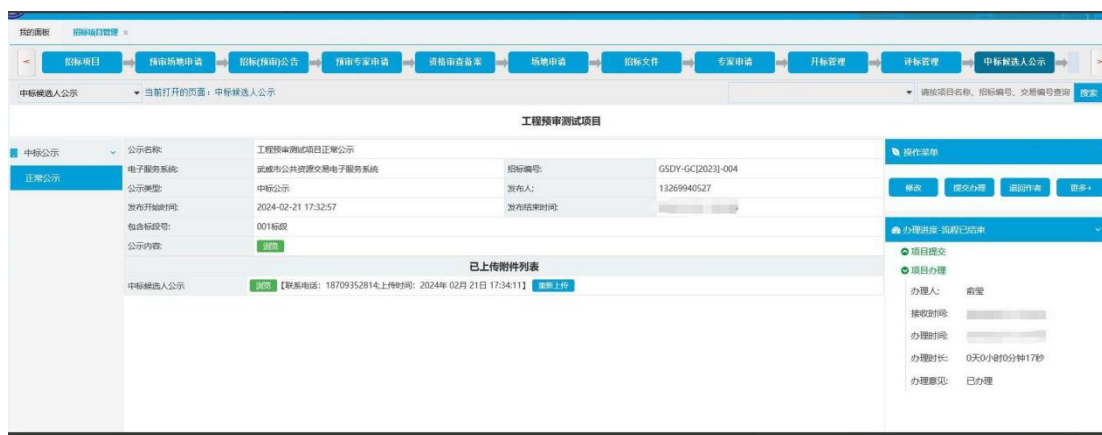 我的面板 招标项目管理 ×
< 招标项目 预审场地申请 招标(预审)公告 预审专家申请 资格审查备案 场地申请 招标文件 专家申请 开标管理 评标管理 中标候选人公示 >
中标候选人公示 当前打开的页面：中标候选人公示 请按项目名称、招标编号、交易编号查询 搜索
工程预审测试项目
中标公示
正常公示
公示名称: 工程预审测试项目正常公示
电子服务系统: 武威市公共资源交易电子服务系统 招标编号: GSDY-GC[2023]-004
公示类型: 中标公示 发布人: 13269940527
发布开始时间: 2024-02-21 17:32:57 发布结束时间:
包含标段号: 001标段
公示内容: 浏览
已上传附件列表
中标候选人公示 浏览 【联系电话：18709352814;上传时间：2024年 02月 21日 17:34:11】 重新上传
操作菜单
修改 提交办理 退回作者 更多+
办理进度-流程已结束
项目提交
项目办理
办理人: 俞莹
接收时间:
办理时间:
办理时长: 0天0小时0分钟17秒
办理意见: 已办理